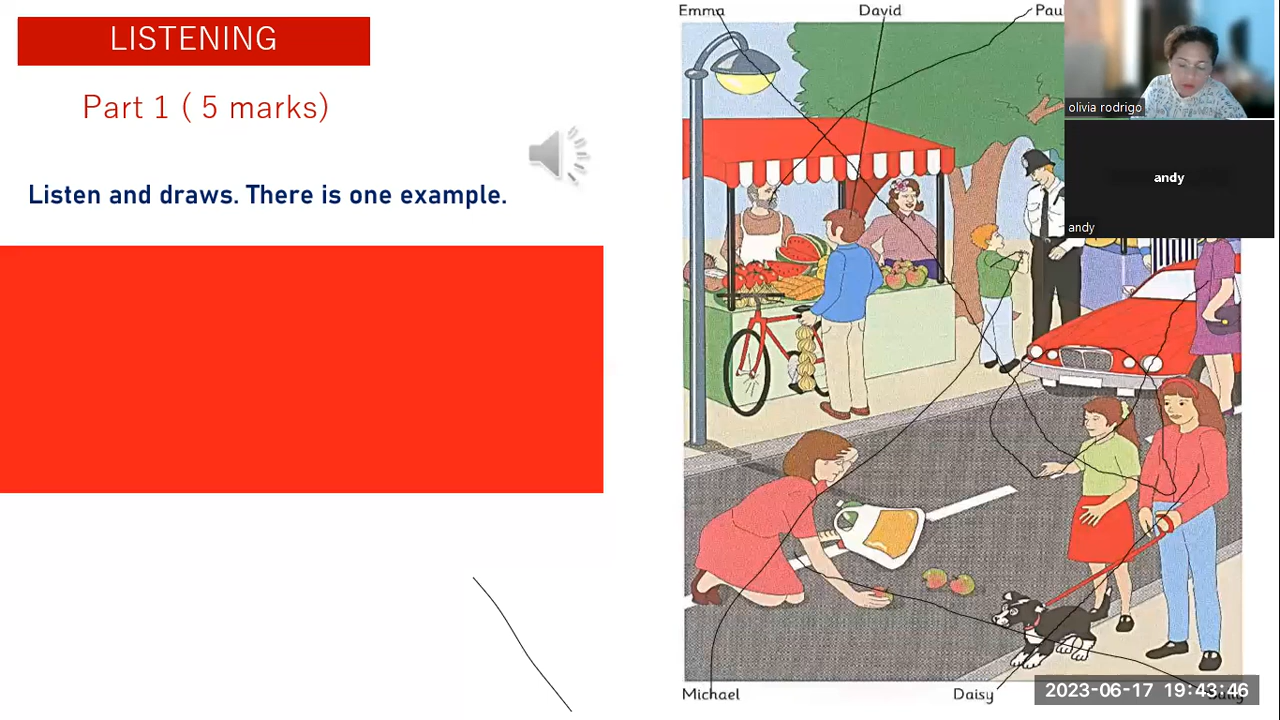 LISTENING
Part 1 ( 5 marks)
Listen and draws. There is one example.
Emma David
olivia rodrigo
andy
andy
Michael Daisy
2023-06-17 19:43:46